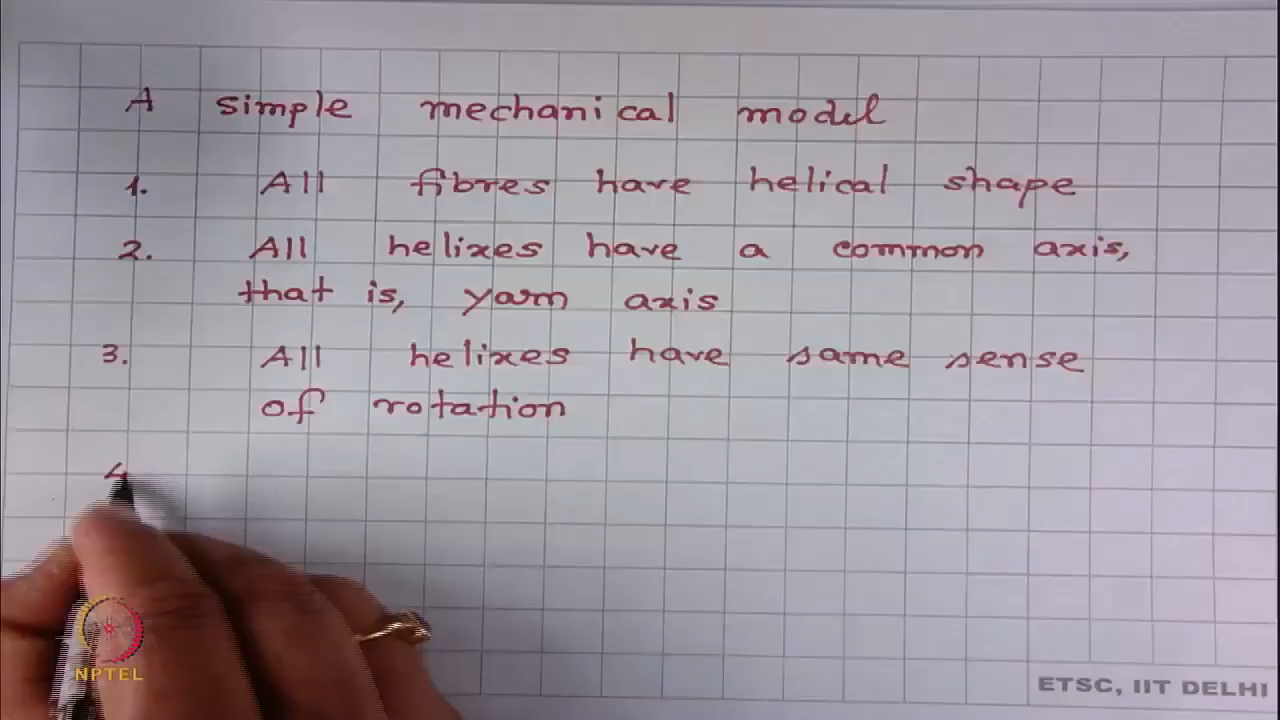 A simple mechanical model
1. All fibres have helical shape
2. All helixes have a common axis,
that is, yarn axis
3. All helixes have same sense
of rotation
4
NPTEL
ETSC, IIT DELHI